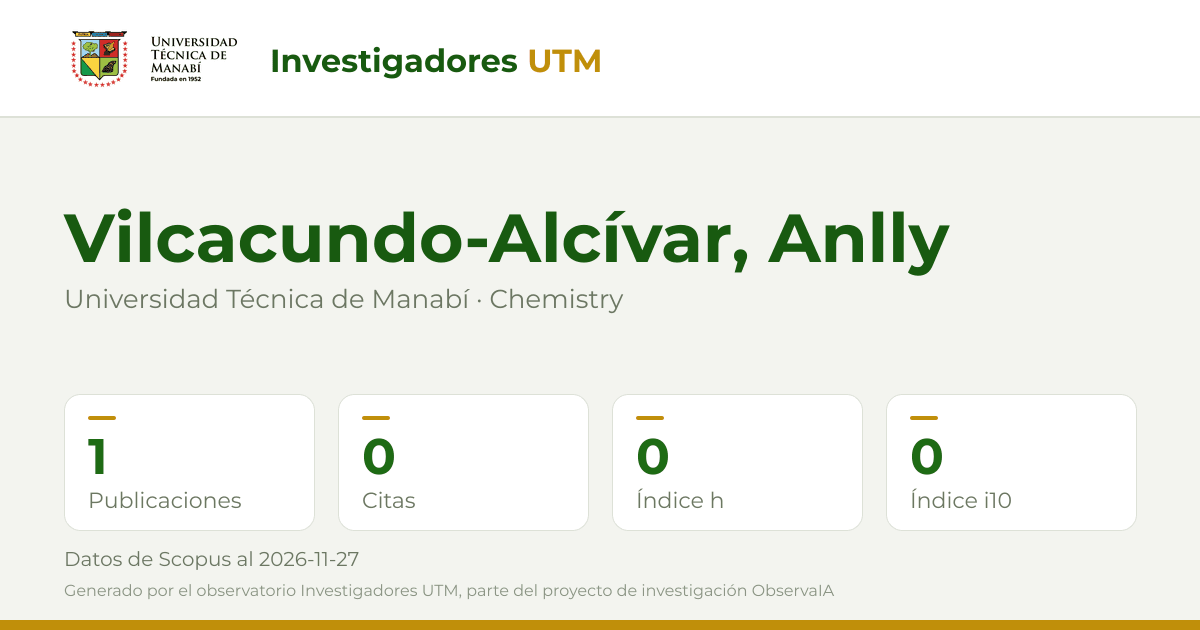 UNIVERSIDAD
TÉCNICA DE
MANABÍ
Fundada en 1952
Investigadores UTM
Vilcacundo-Alcívar, Anlly
Universidad Técnica de Manabí · Chemistry
1
Publicaciones
0
Citas
0
Índice h
0
Índice i10
Datos de Scopus al 2026-11-27
Generado por el observatorio Investigadores UTM, parte del proyecto de investigación ObservaIA